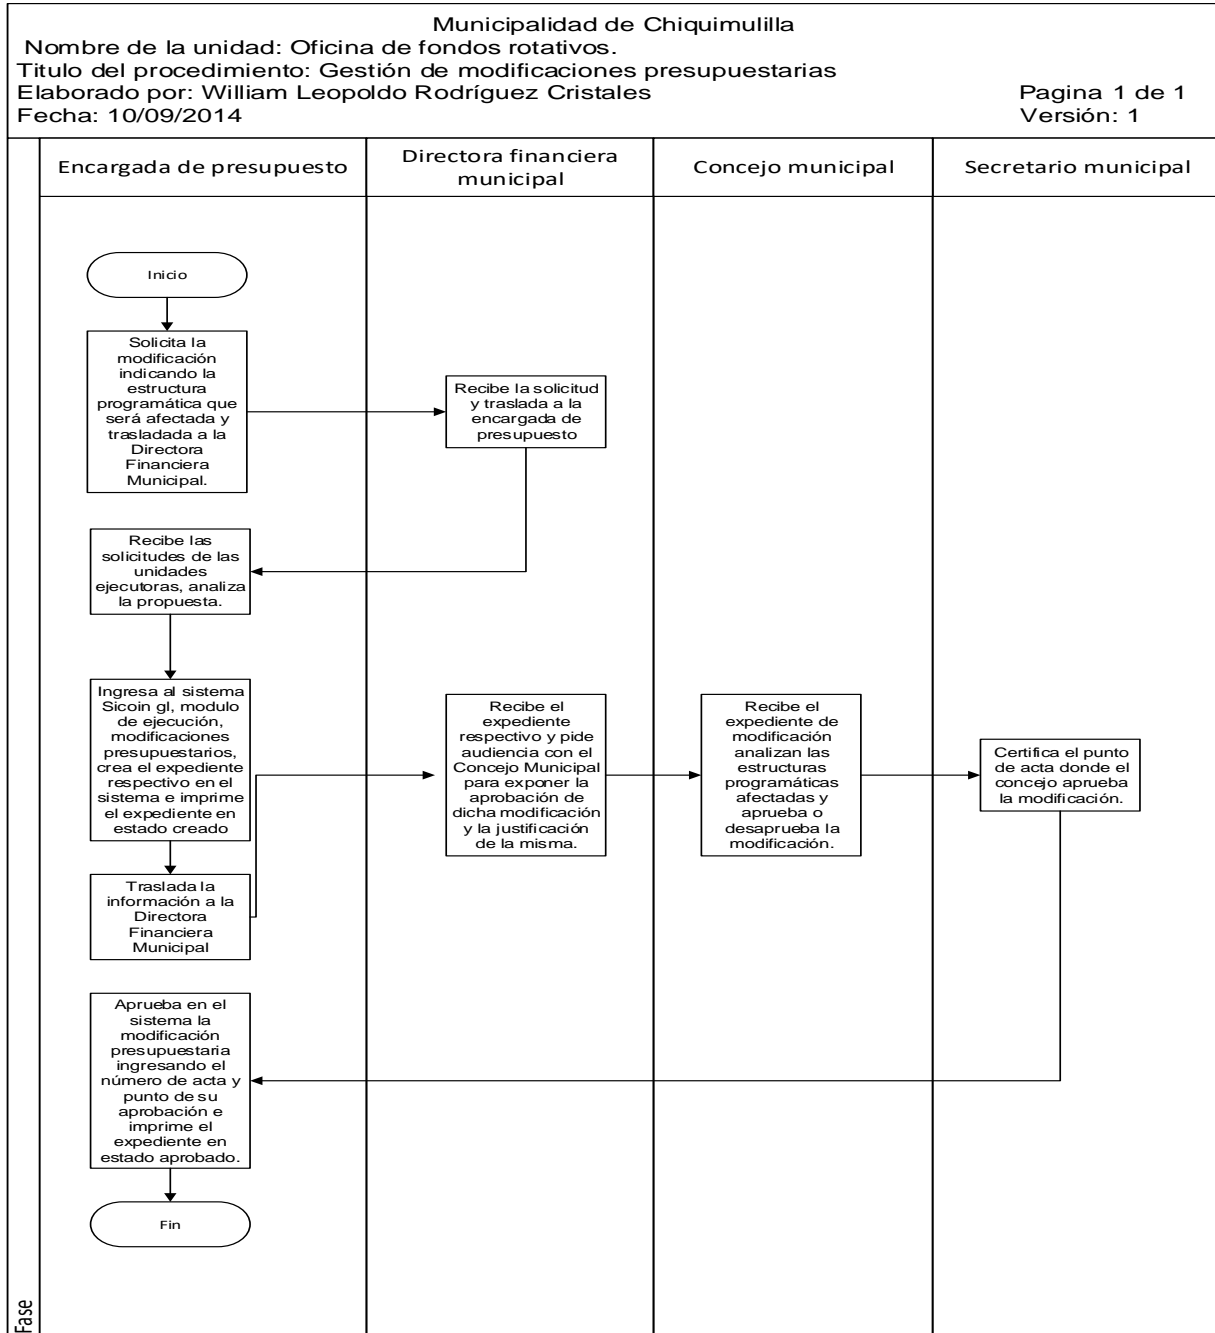 Municipalidad de Chiquimulilla
Nombre de la unidad: Oficina de fondos rotativos.
Titulo del procedimiento: Gestión de modificaciones presupuestarias
Elaborado por: William Leopoldo Rodríguez Cristales
Pagina 1 de 1
Fecha: 10/09/2014
Versión: 1
Encargada de presupuesto
Directora financiera
municipal
Concejo municipal
Secretario municipal
Inicio
Solicita la
modificación
indicando la
estructura
programática que
será afectada y
trasladada a la
Directora
Financiera
Municipal.
Recibe la solicitud
y traslada a la
encargada de
presupuesto
Recibe las
solicitudes de las
unidades
ejecutoras, analiza
la propuesta.
Ingresa al sistema
Sicoin gl, modulo
de ejecución,
modificaciones
presupuestarios,
crea el expediente
respectivo en el
sistema e imprime
el expediente en
estado creado
Traslada la
información a la
Directora
Financiera
Municipal
Recibe el
expediente
respectivo y pide
audiencia con el
Concejo Municipal
para exponer la
aprobación de
dicha modificación
y la justificación
de la misma.
Recibe el
expediente de
modificación
analizan las
estructuras
programáticas
afectadas y
aprueba o
desaprueba la
modificación.
Certifica el punto
de acta donde el
concejo aprueba
la modificación.
Aprueba en el
sistema la
modificación
presupuestaria
ingresando el
número de acta y
punto de su
aprobación e
imprime el
expediente en
estado aprobado.
Fin
Fase